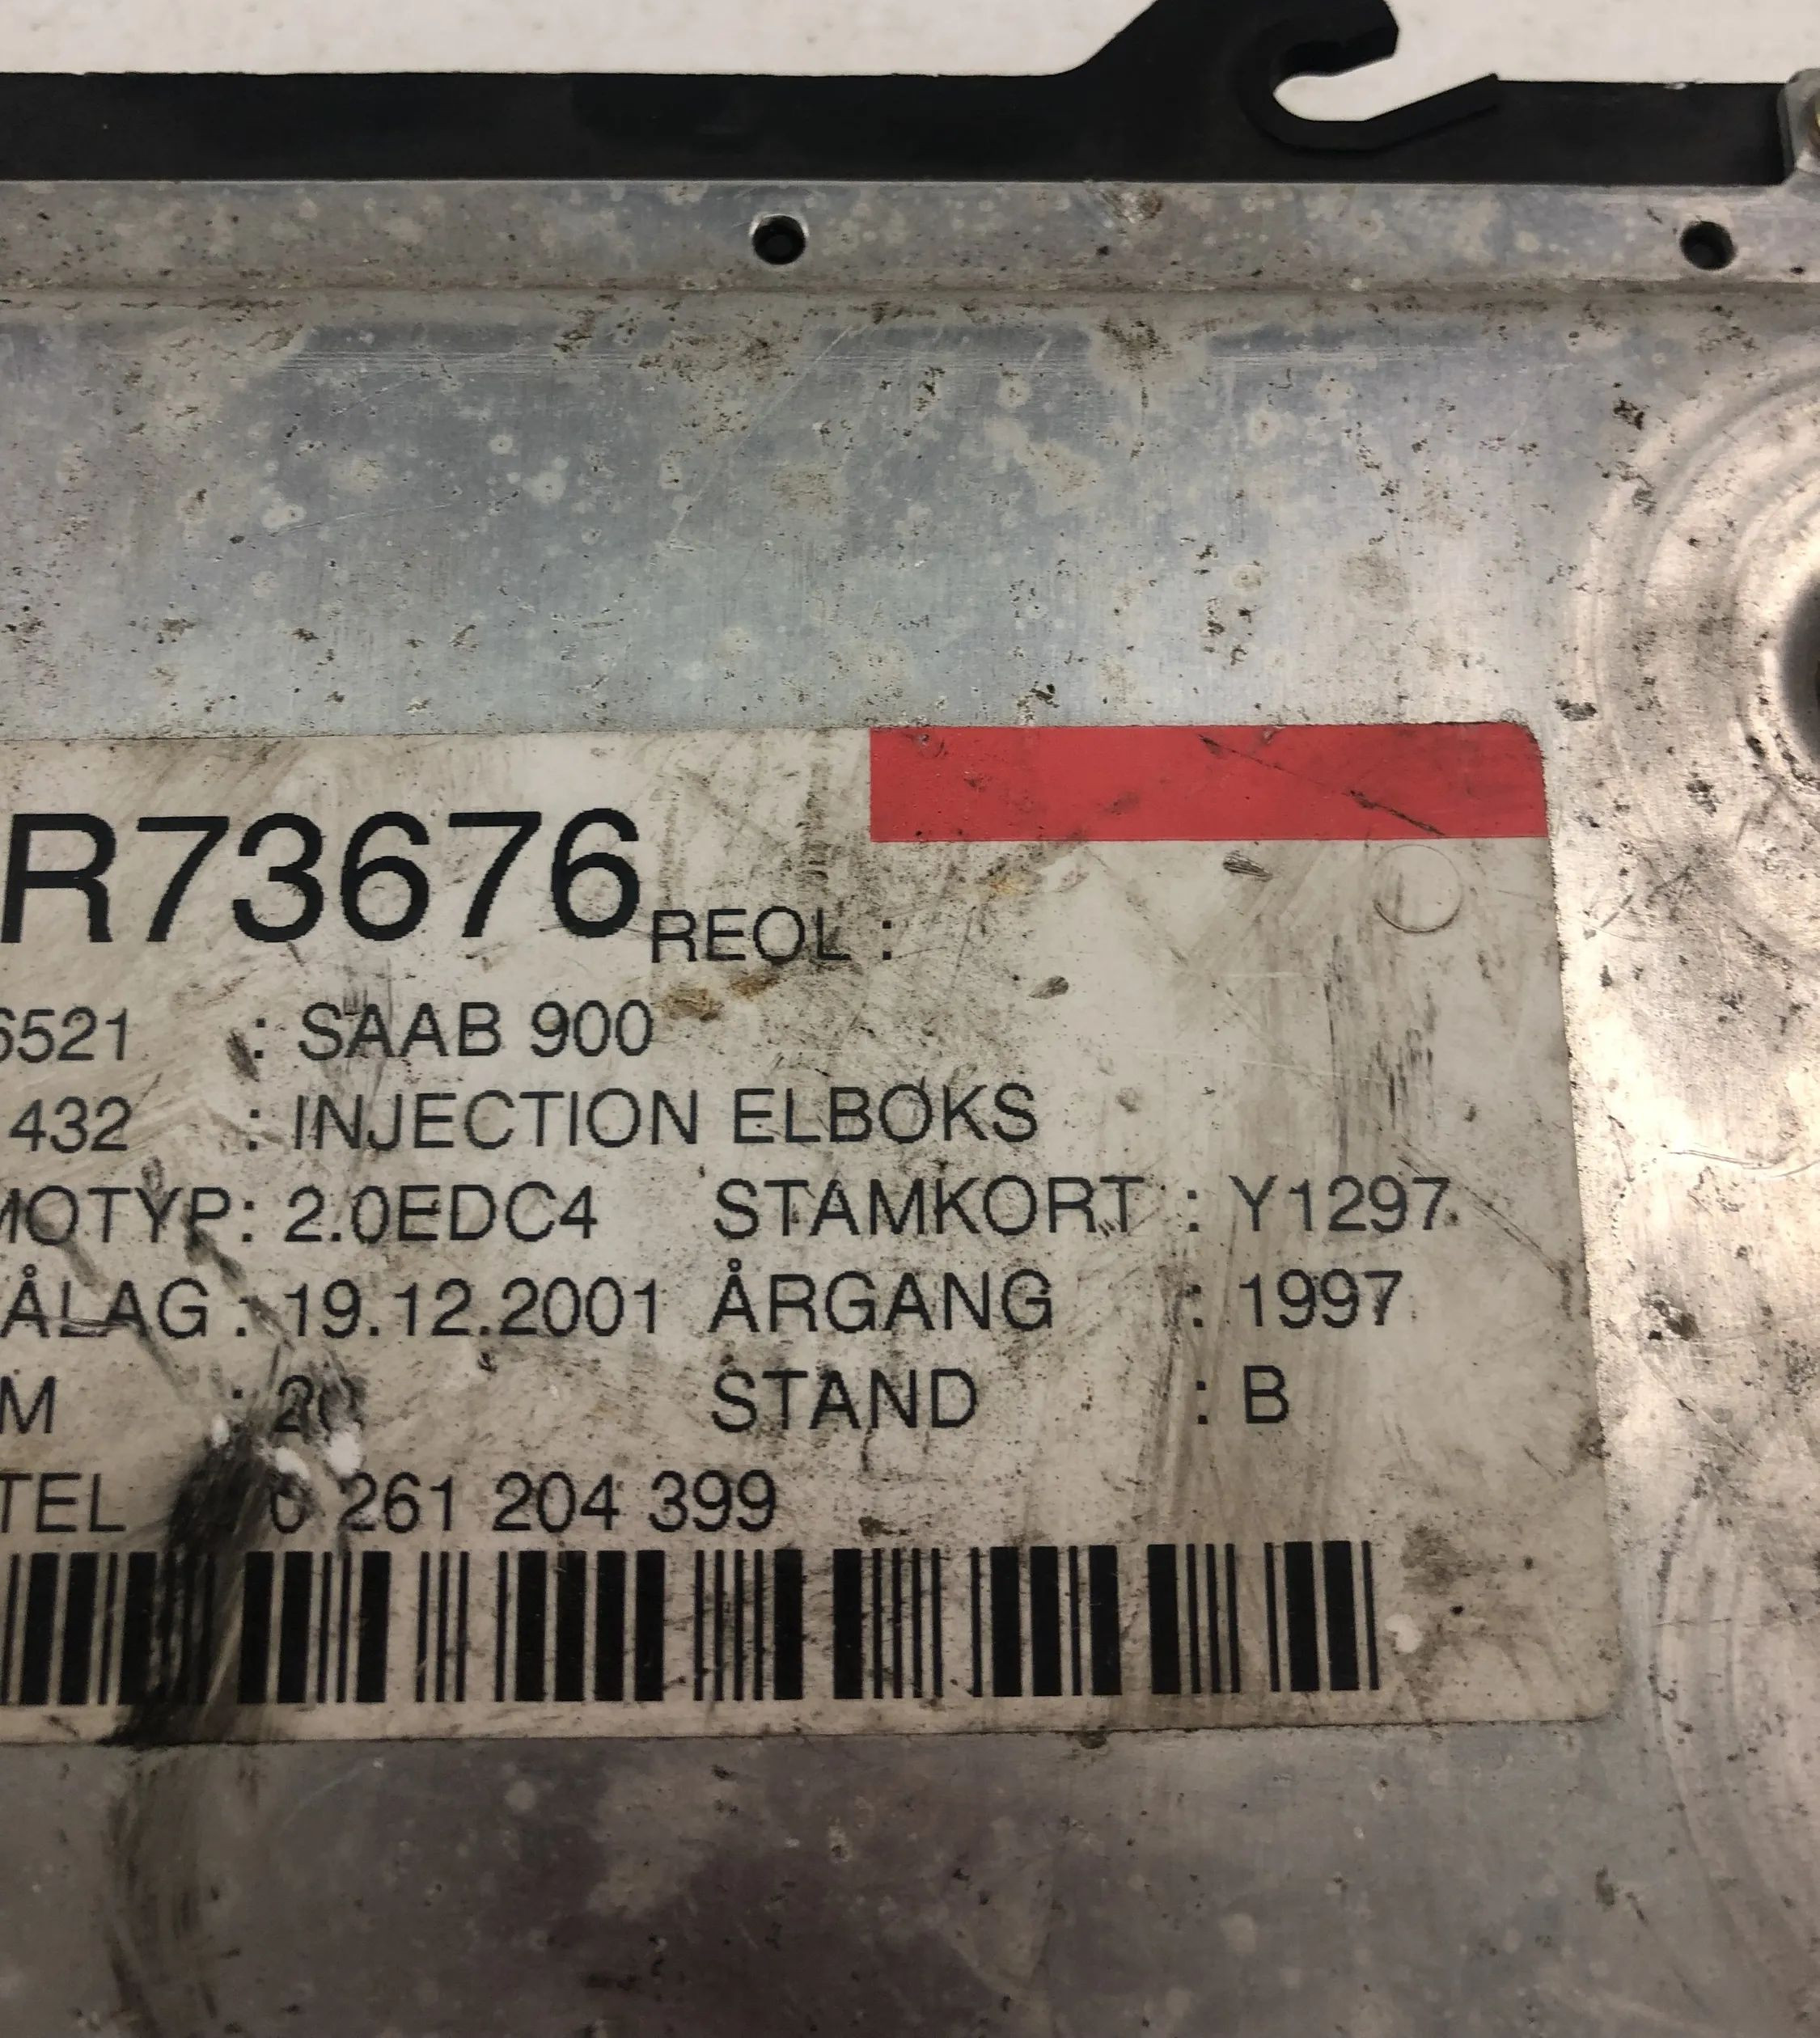 R73676 REOL :
6521 : SAAB 900
432 : INJECTION ELBOKS
MOTYP : 2.0EDC4 STAMKORT : Y1297
ÅLAG : 19.12.2001 ÅRGANG : 1997
M : STAND : B
TEL 0 261 204 399